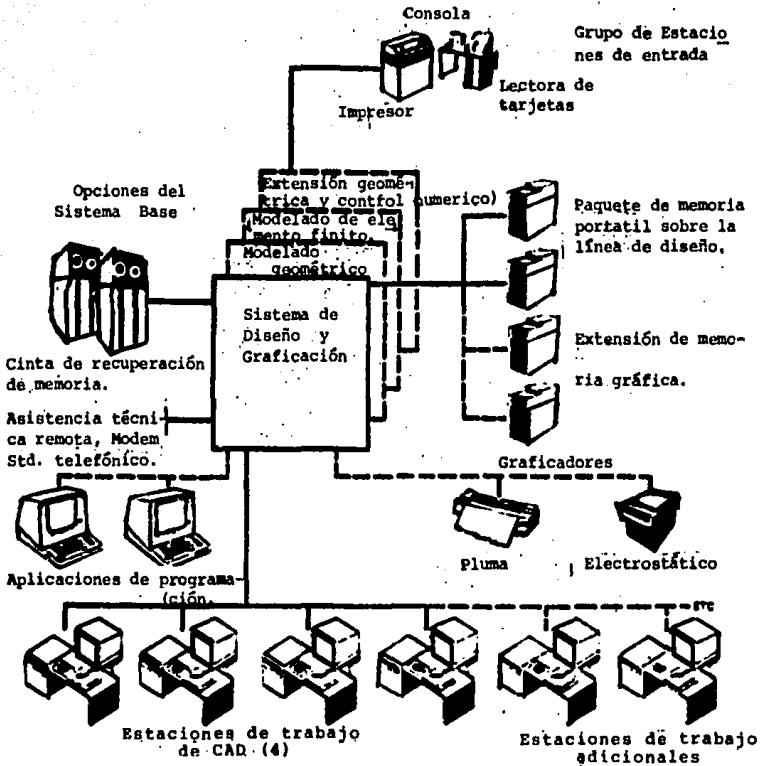 Consola
Grupo de Estacio
nes de entrada
Impresor
Lectora de
tarjetas
Opciones del
Sistema Base
Extensión geomé-
trica y control numerico)
(Modelado de ele
mento finito.
Modelado
geométrico
Sistema de
Diseño y
Graficación
Paquete de memoria
portatil sobre la
línea de diseño.
Extensión de memo-
ria gráfica.
Cinta de recuperación
de memoria.
Asistencia técni-
ca remota, Modem
Std. telefónico.
Graficadores
Pluma
Electrostático
Aplicaciones de programa-
(ción.
etc
Estaciones de trabajo
de CAD (4)
Estaciones de trabajo
adicionales